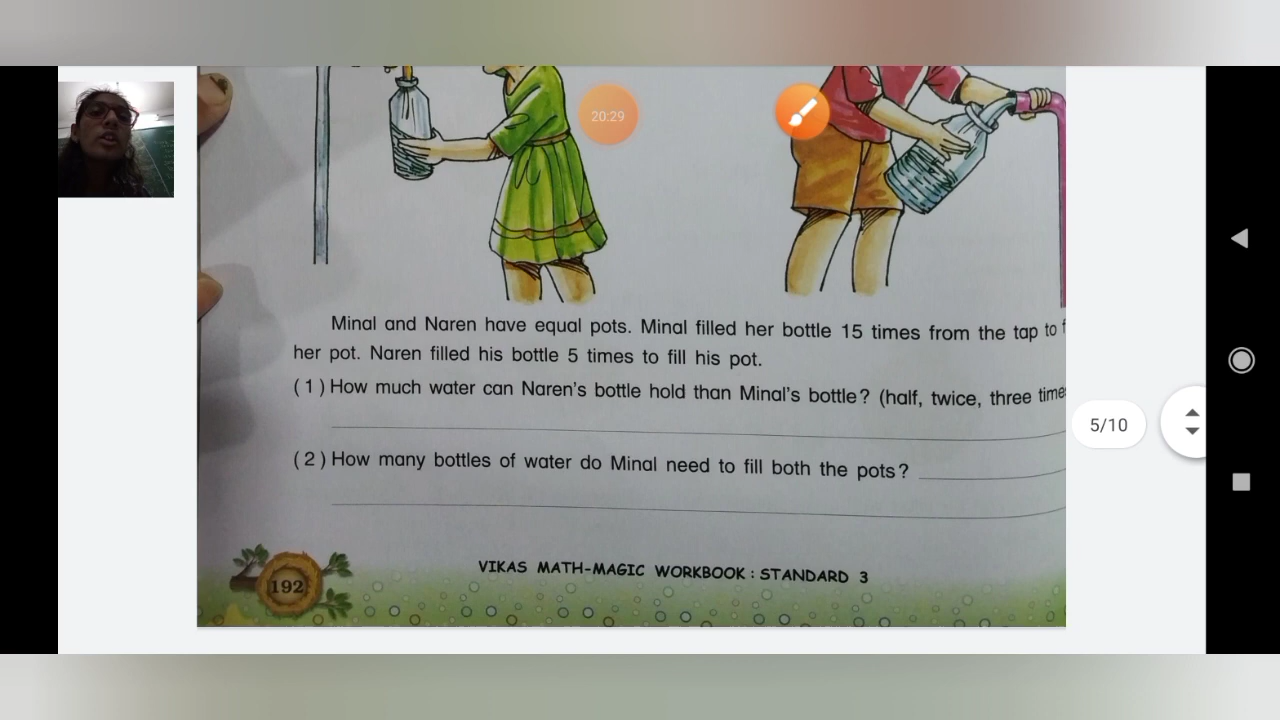 20:29
Minal and Naren have equal pots. Minal filled her bottle 15 times from the tap to
her pot. Naren filled his bottle 5 times to fill his pot.
(1) How much water can Naren's bottle hold than Minal's bottle? (half, twice, three time
(2) How many bottles of water do Minal need to fill both the pots?
5/10
192
VIKAS MATH-MAGIC WORKBOOK : STANDARD 3